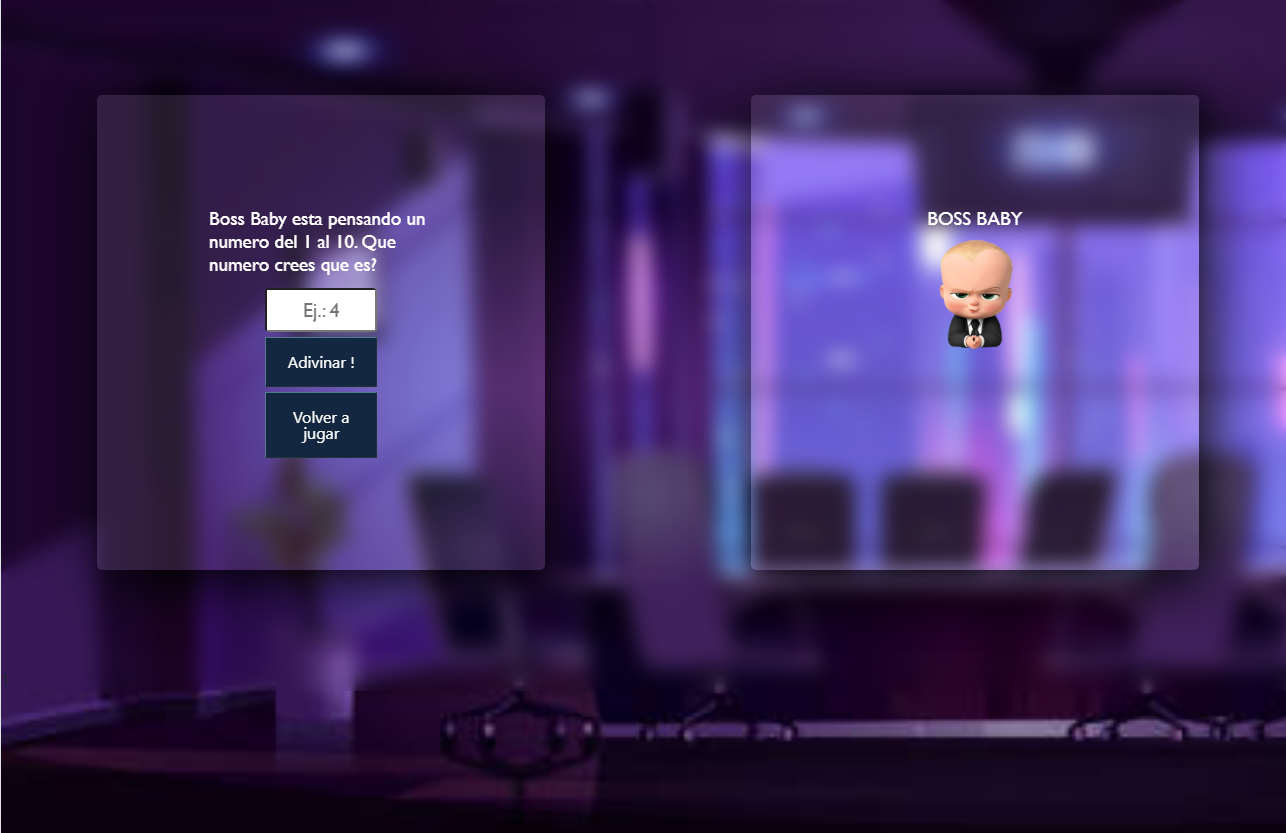 Boss Baby esta pensando un
numero del 1 al 10. Que
numero crees que es?
Ej.: 4
Adivinar !
Volver a
jugar
BOSS BABY